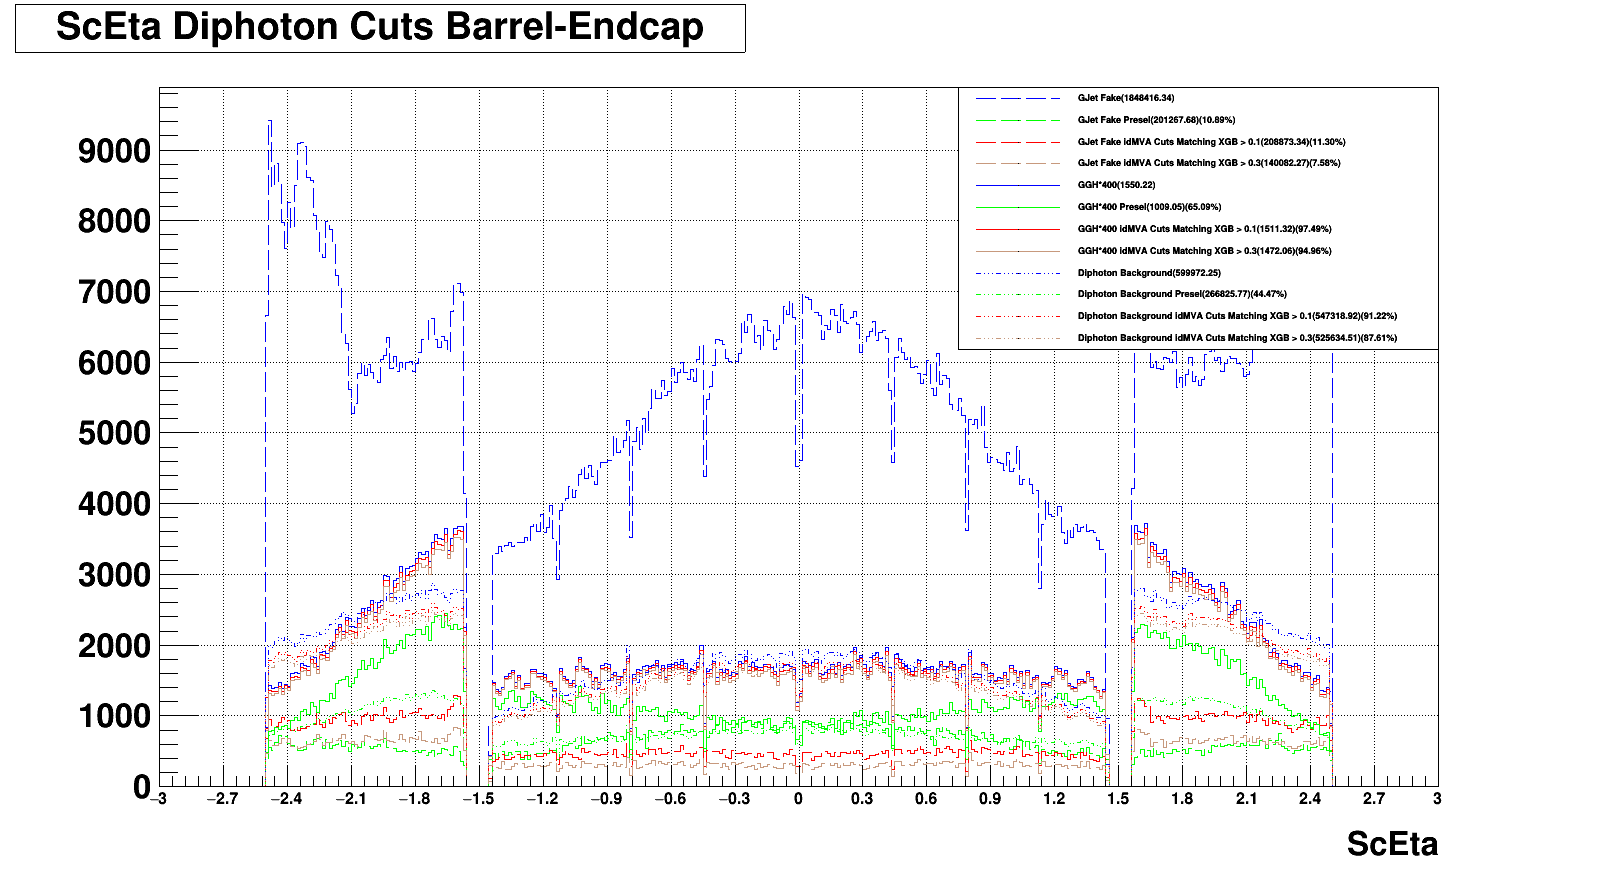 ScEta Diphoton Cuts Barrel-Endcap
GJet Fake(1848416.34)
GJet Fake Presel(201267.68)(10.89%)
GJet Fake idMVA Cuts Matching XGB > 0.1(208873.34)(11.30%)
GJet Fake idMVA Cuts Matching XGB > 0.3(140082.27)(7.58%)
GGH*400(1550.22)
GGH*400 Presel(1009.05)(65.09%)
GGH*400 idMVA Cuts Matching XGB > 0.1(1511.32)(97.49%)
GGH*400 idMVA Cuts Matching XGB > 0.3(1472.06)(94.96%)
Diphoton Background(599972.25)
Diphoton Background Presel(266825.77)(44.47%)
Diphoton Background idMVA Cuts Matching XGB > 0.1(547318.92)(91.22%)
Diphoton Background idMVA Cuts Matching XGB > 0.3(525634.51)(87.61%)
9000
8000
7000
6000
5000
4000
3000
2000
1000
0
−3 −2.7 −2.4 −2.1 −1.8 −1.5 −1.2 −0.9 −0.6 −0.3 0 0.3 0.6 0.9 1.2 1.5 1.8 2.1 2.4 2.7 3
ScEta